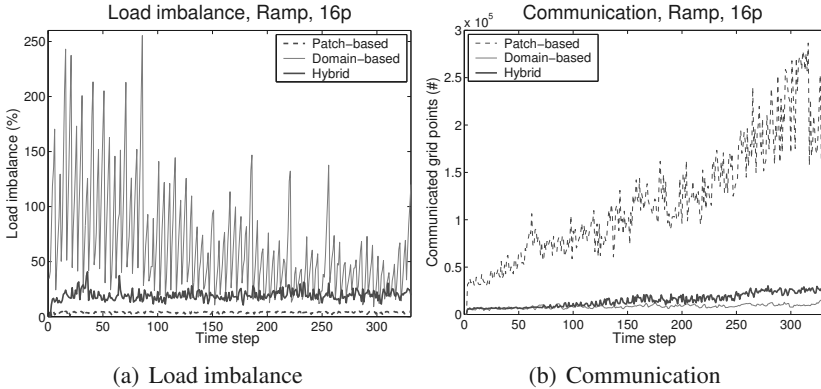 Load imbalance, Ramp, 16p
Patch-based
Domain-based
Hybrid
Load imbalance (%)
250
200
150
100
50
0
0 50 100 150 200 250 300
Time step
(a) Load imbalance
Communication, Ramp, 16p
x 10^5
Patch-based
Domain-based
Hybrid
Communicated grid points (#)
3
2.5
2
1.5
1
0.5
0
0 50 100 150 200 250 300
Time step
(b) Communication